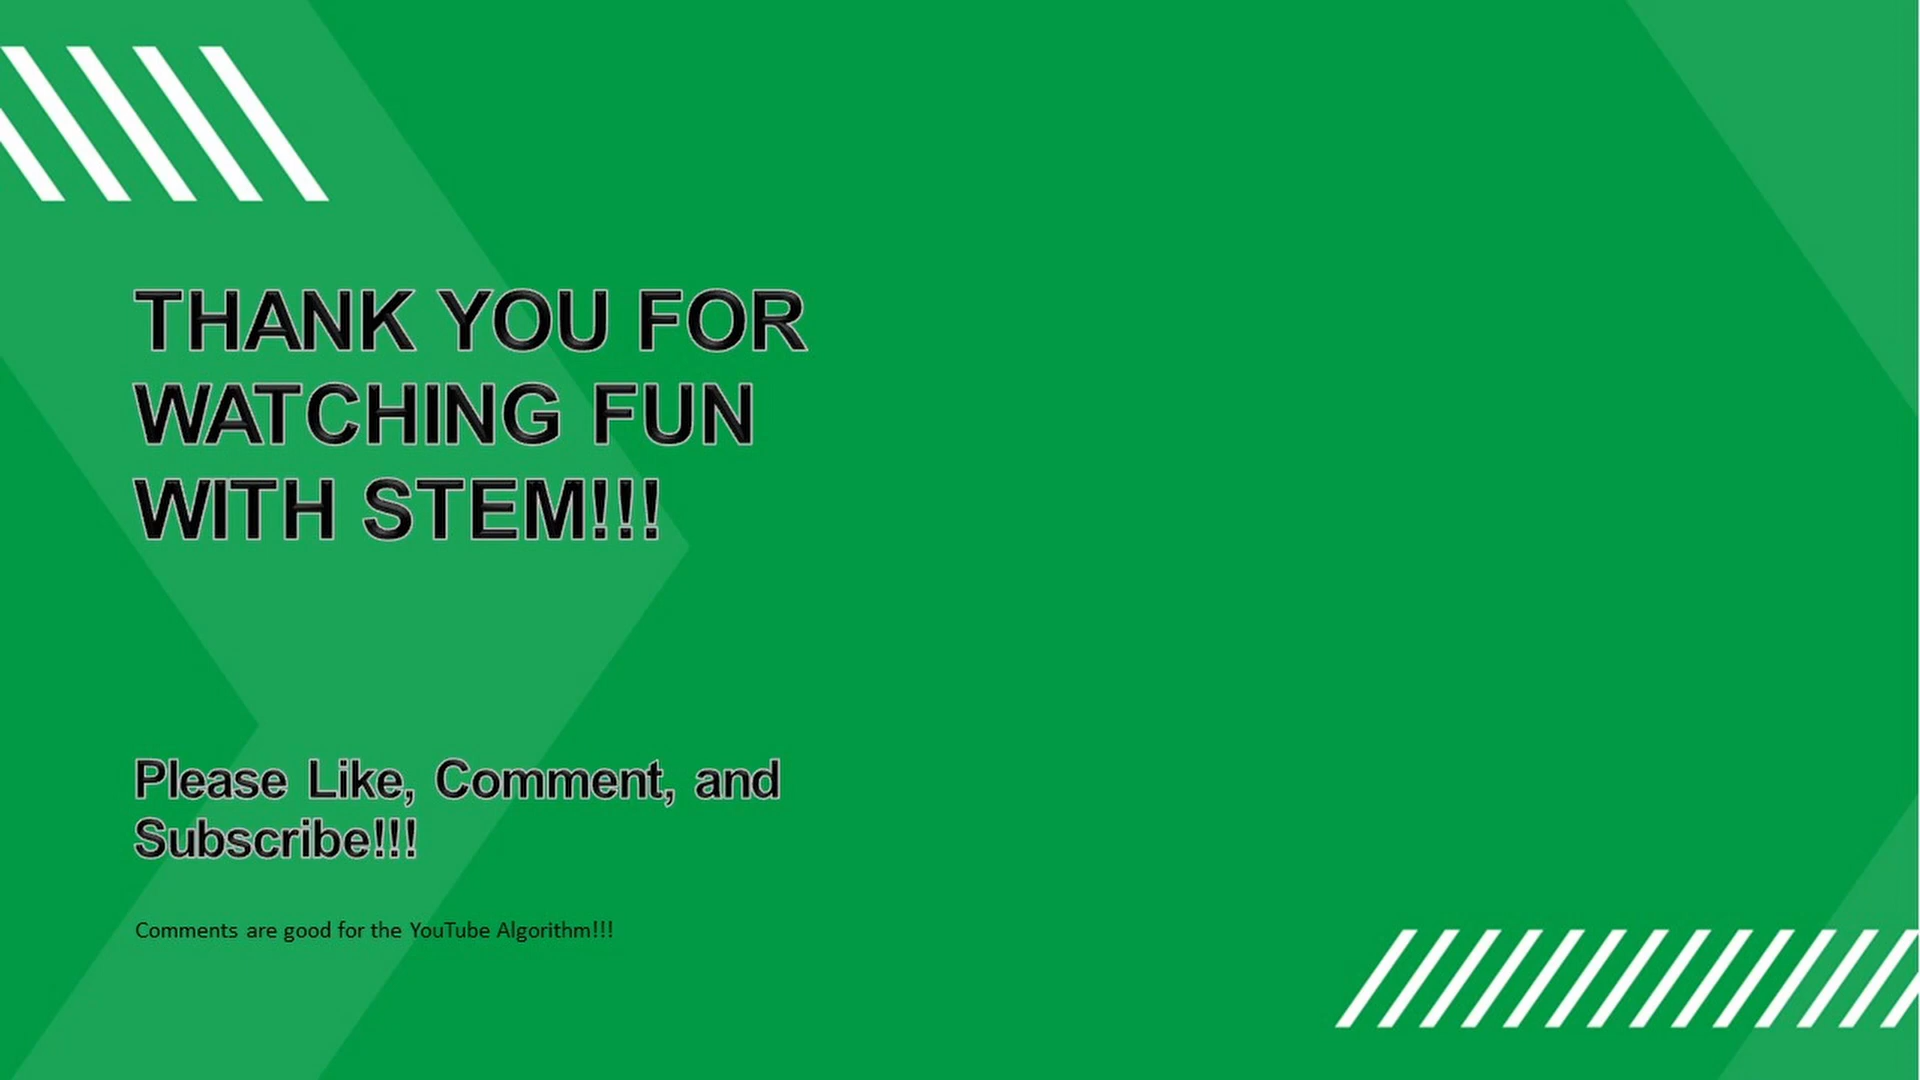 THANK YOU FOR
WATCHING FUN
WITH STEM!!!
Please Like, Comment, and
Subscribe!!!
Comments are good for the YouTube Algorithm!!!